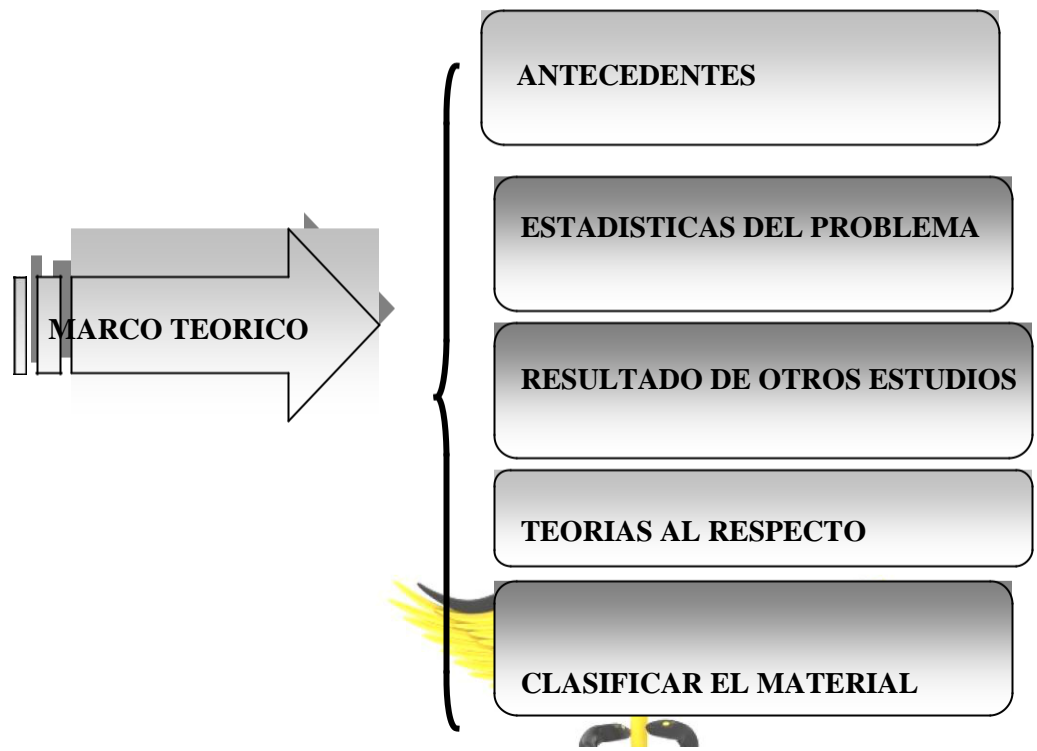 ANTECEDENTES
ESTADISTICAS DEL PROBLEMA
MARCO TEORICO
RESULTADO DE OTROS ESTUDIOS
TEORIAS AL RESPECTO
CLASIFICAR EL MATERIAL